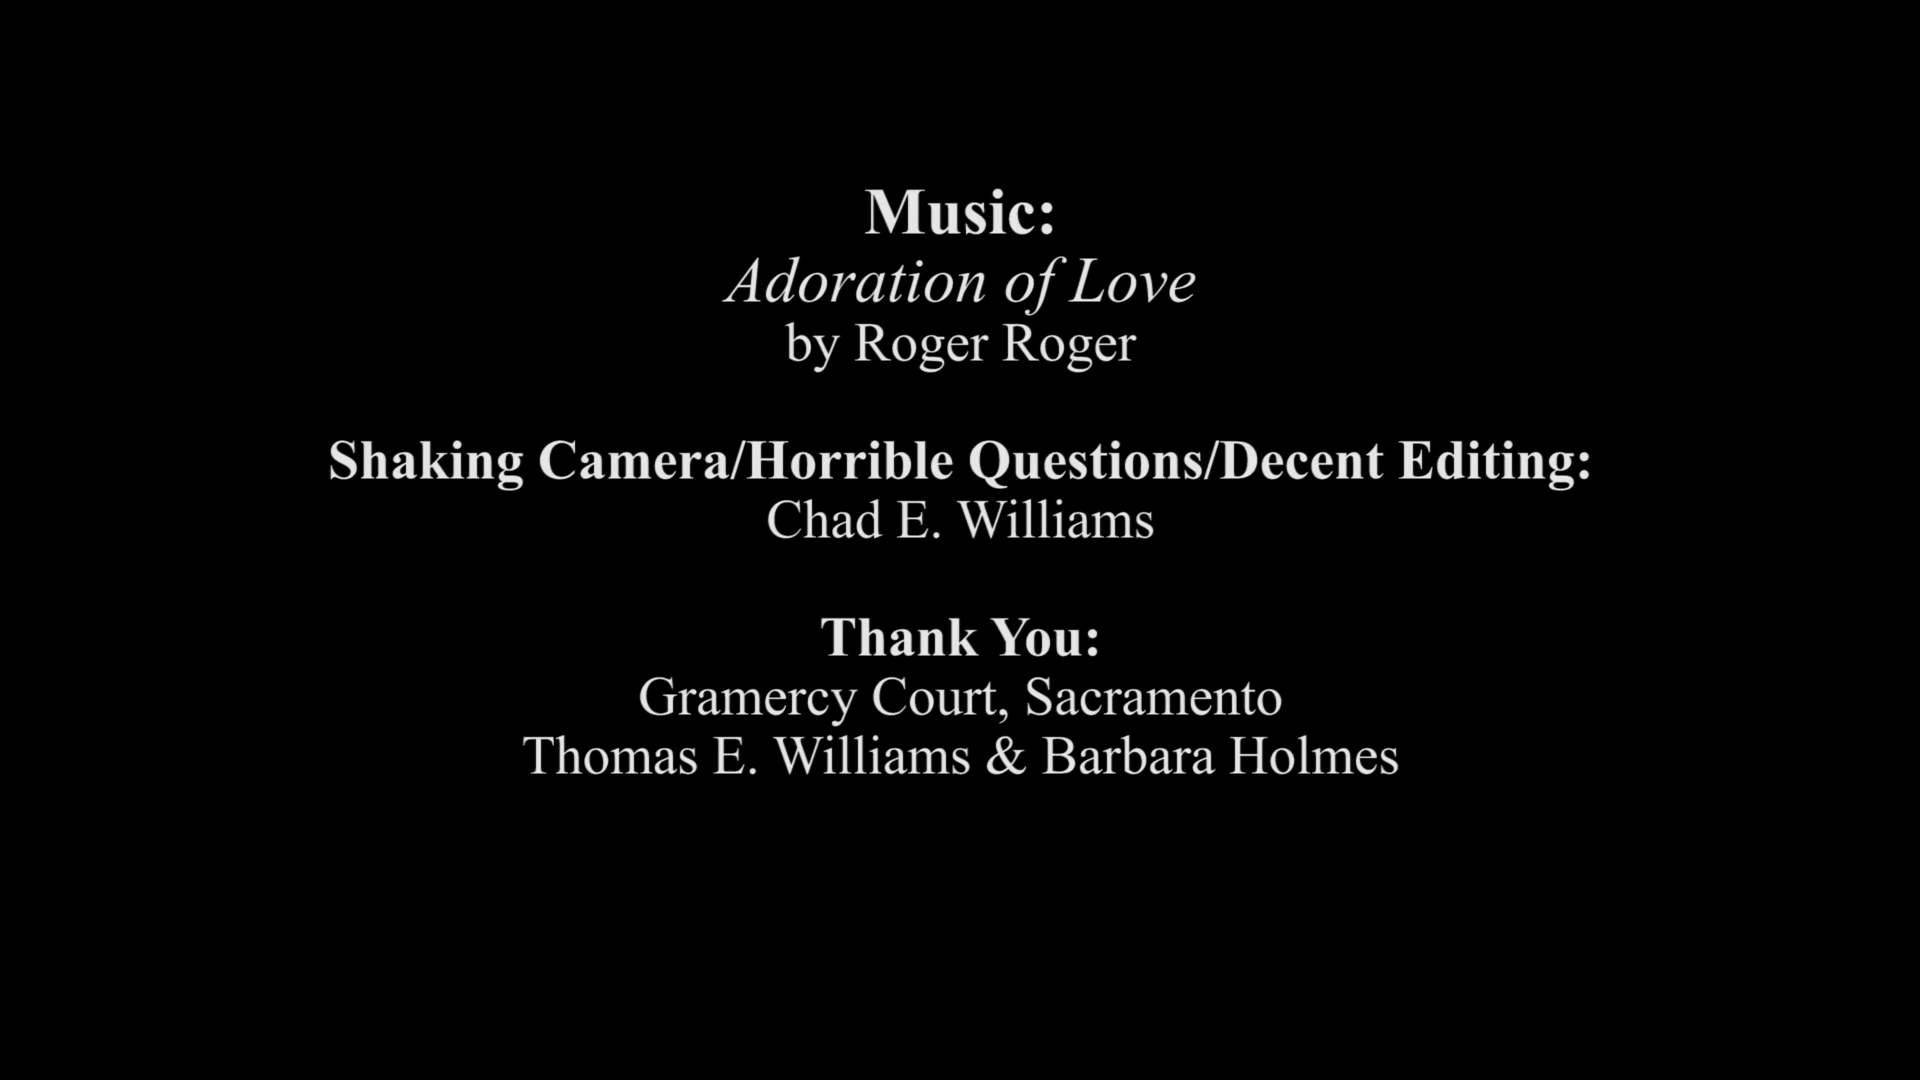 Music:
Adoration of Love
by Roger Roger
Shaking Camera/Horrible Questions/Decent Editing:
Chad E. Williams
Thank You:
Gramercy Court, Sacramento
Thomas E. Williams & Barbara Holmes